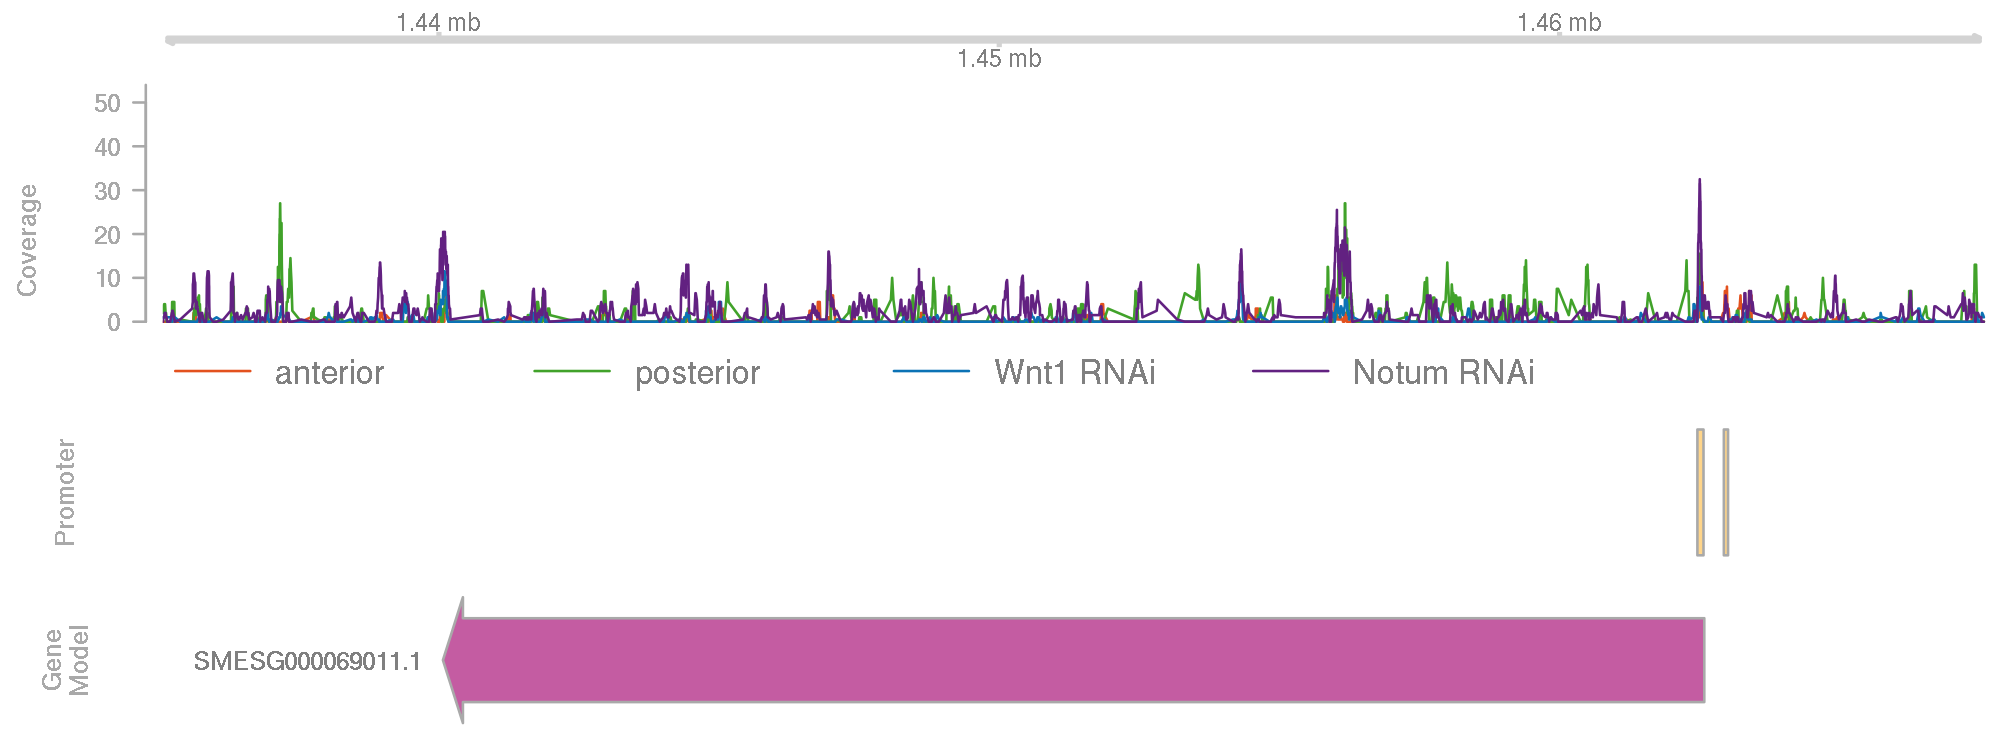 1.44 mb
1.46 mb
1.45 mb
50
40
30
20
10
0
Coverage
anterior posterior Wnt1 RNAi Notum RNAi
Promoter
Gene
Model
SMESG000069011.1